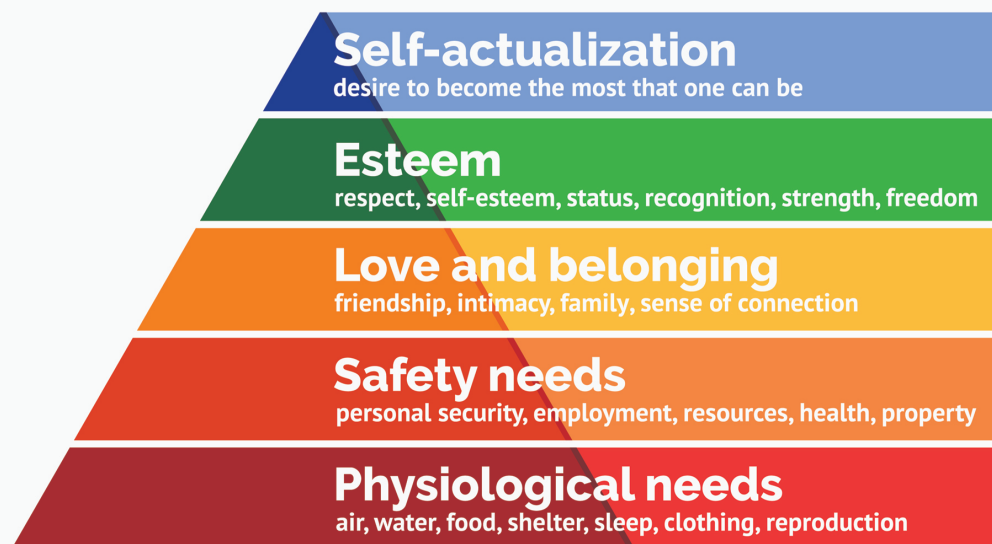 Self-actualization
desire to become the most that one can be
Esteem
respect, self-esteem, status, recognition, strength, freedom
Love and belonging
friendship, intimacy, family, sense of connection
Safety needs
personal security, employment, resources, health, property
Physiological needs
air, water, food, shelter, sleep, clothing, reproduction